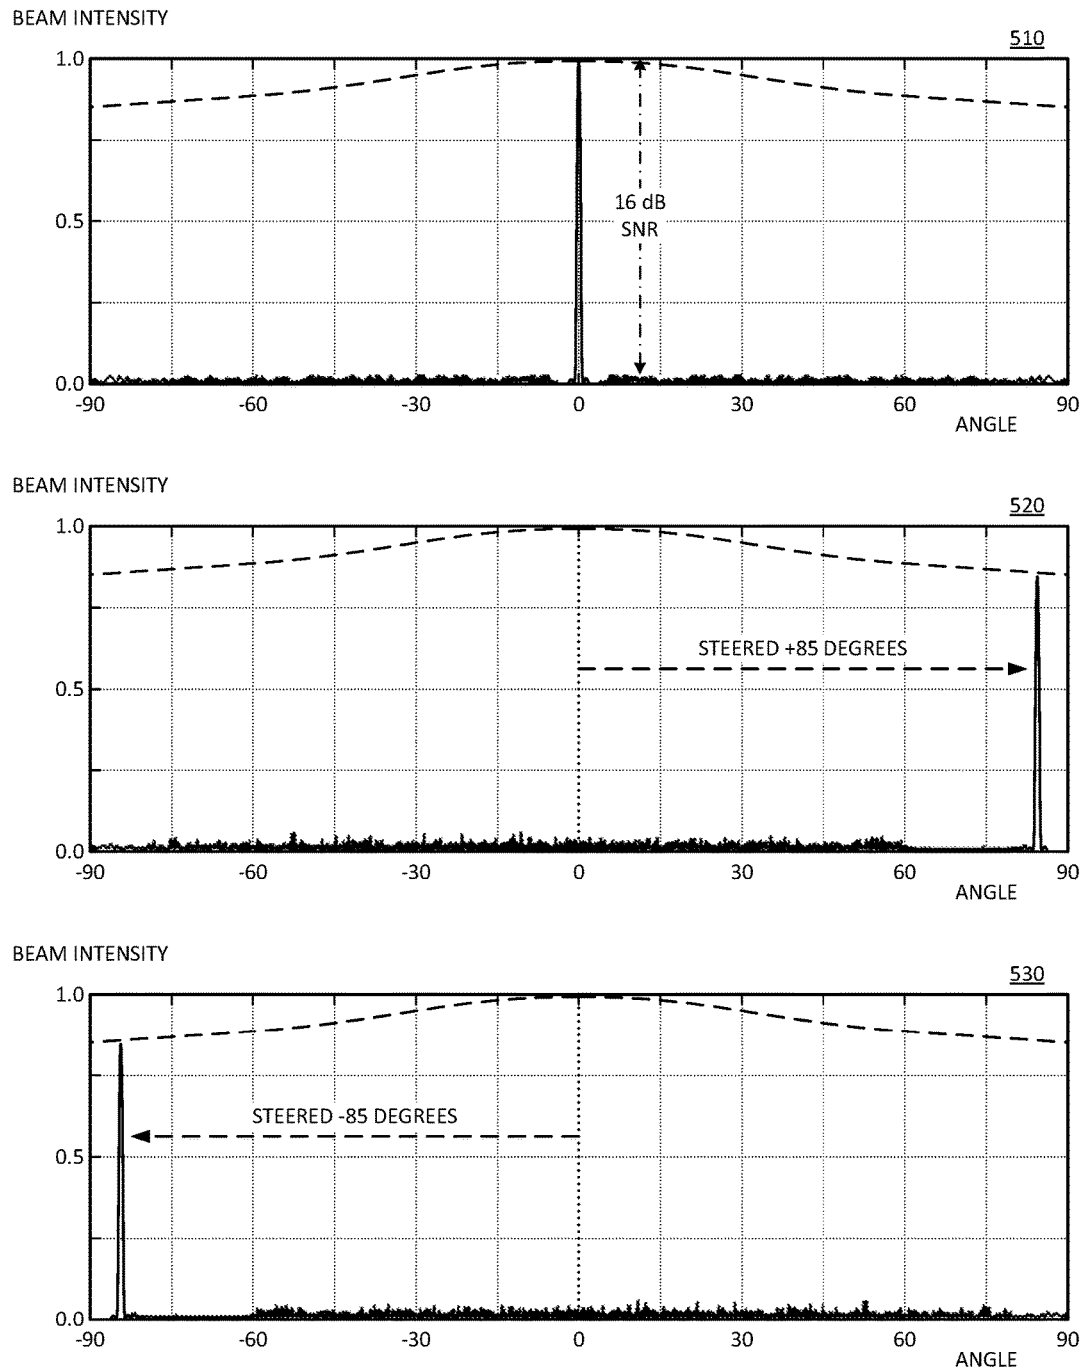 BEAM INTENSITY
510
1.0
16 dB
SNR
0.5
0.0
-90 -60 -30 0 30 60 90
ANGLE
BEAM INTENSITY
520
1.0
STEERED +85 DEGREES
0.5
0.0
-90 -60 -30 0 30 60 90
ANGLE
BEAM INTENSITY
530
1.0
STEERED -85 DEGREES
0.5
0.0
-90 -60 -30 0 30 60 90
ANGLE